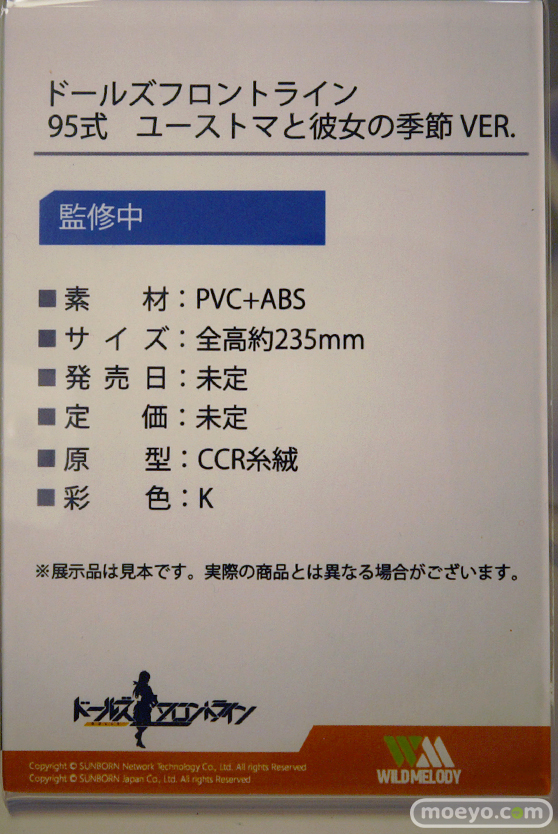 ドールズフロントライン
95式 ユーストマと彼女の季節 VER.
監修中
■素材：PVC+ABS
■サイズ：全高約235mm
■発売日：未定
■定価：未定
■原型：CCR糸絨
■彩色：K
※展示品は見本です。実際の商品とは異なる場合がございます。
ドールズフロントライン
Copyright © SUNBORN Network Technology Co., Ltd. All rights Reserved
Copyright © SUNBORN Japan Co., Ltd. All rights Reserved
WILDMELODY
moeyo.com